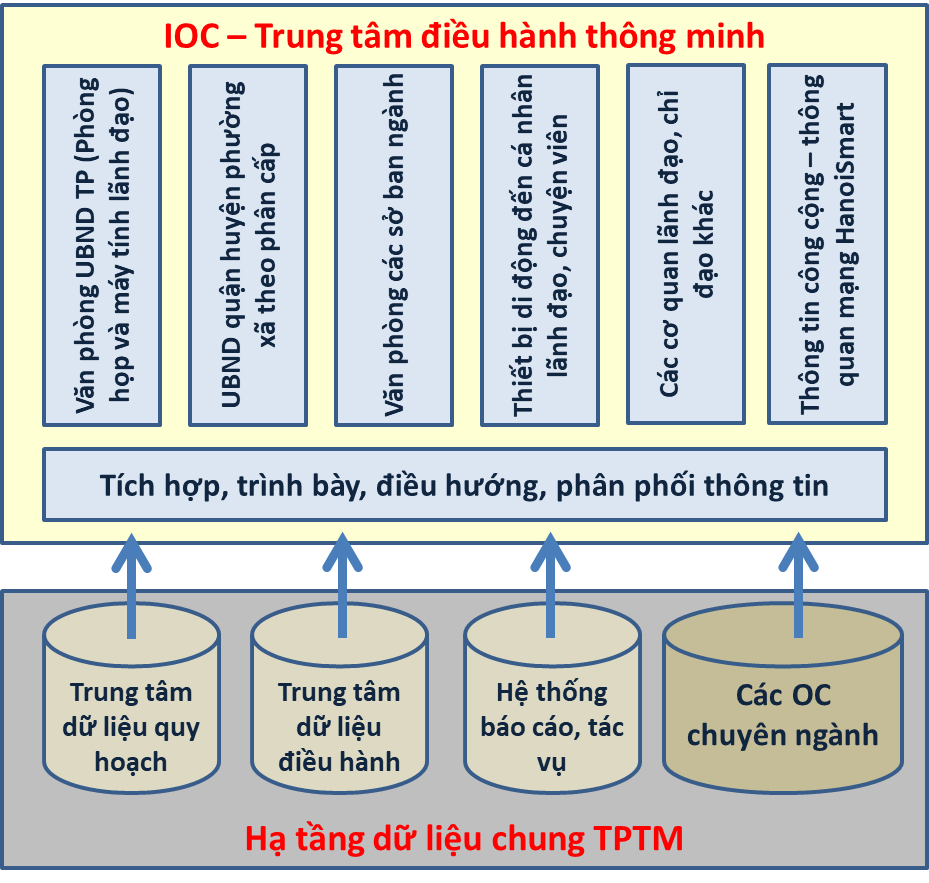 IOC – Trung tâm điều hành thông minh
Văn phòng UBND TP (Phòng
họp và máy tính lãnh đạo)
UBND quận huyện phường
xã theo phân cấp
Văn phòng các sở ban ngành
Thiết bị di động đến cá nhân
lãnh đạo, chuyện viên
Các cơ quan lãnh đạo, chỉ
đạo khác
Thông tin công cộng – thông
quan mạng HanoiSmart
Tích hợp, trình bày, điều hướng, phân phối thông tin
Trung tâm
dữ liệu quy
hoạch
Trung tâm
dữ liệu
điều hành
Hệ thống
báo cáo, tác
vụ
Các OC
chuyên ngành
Hạ tầng dữ liệu chung TPTM